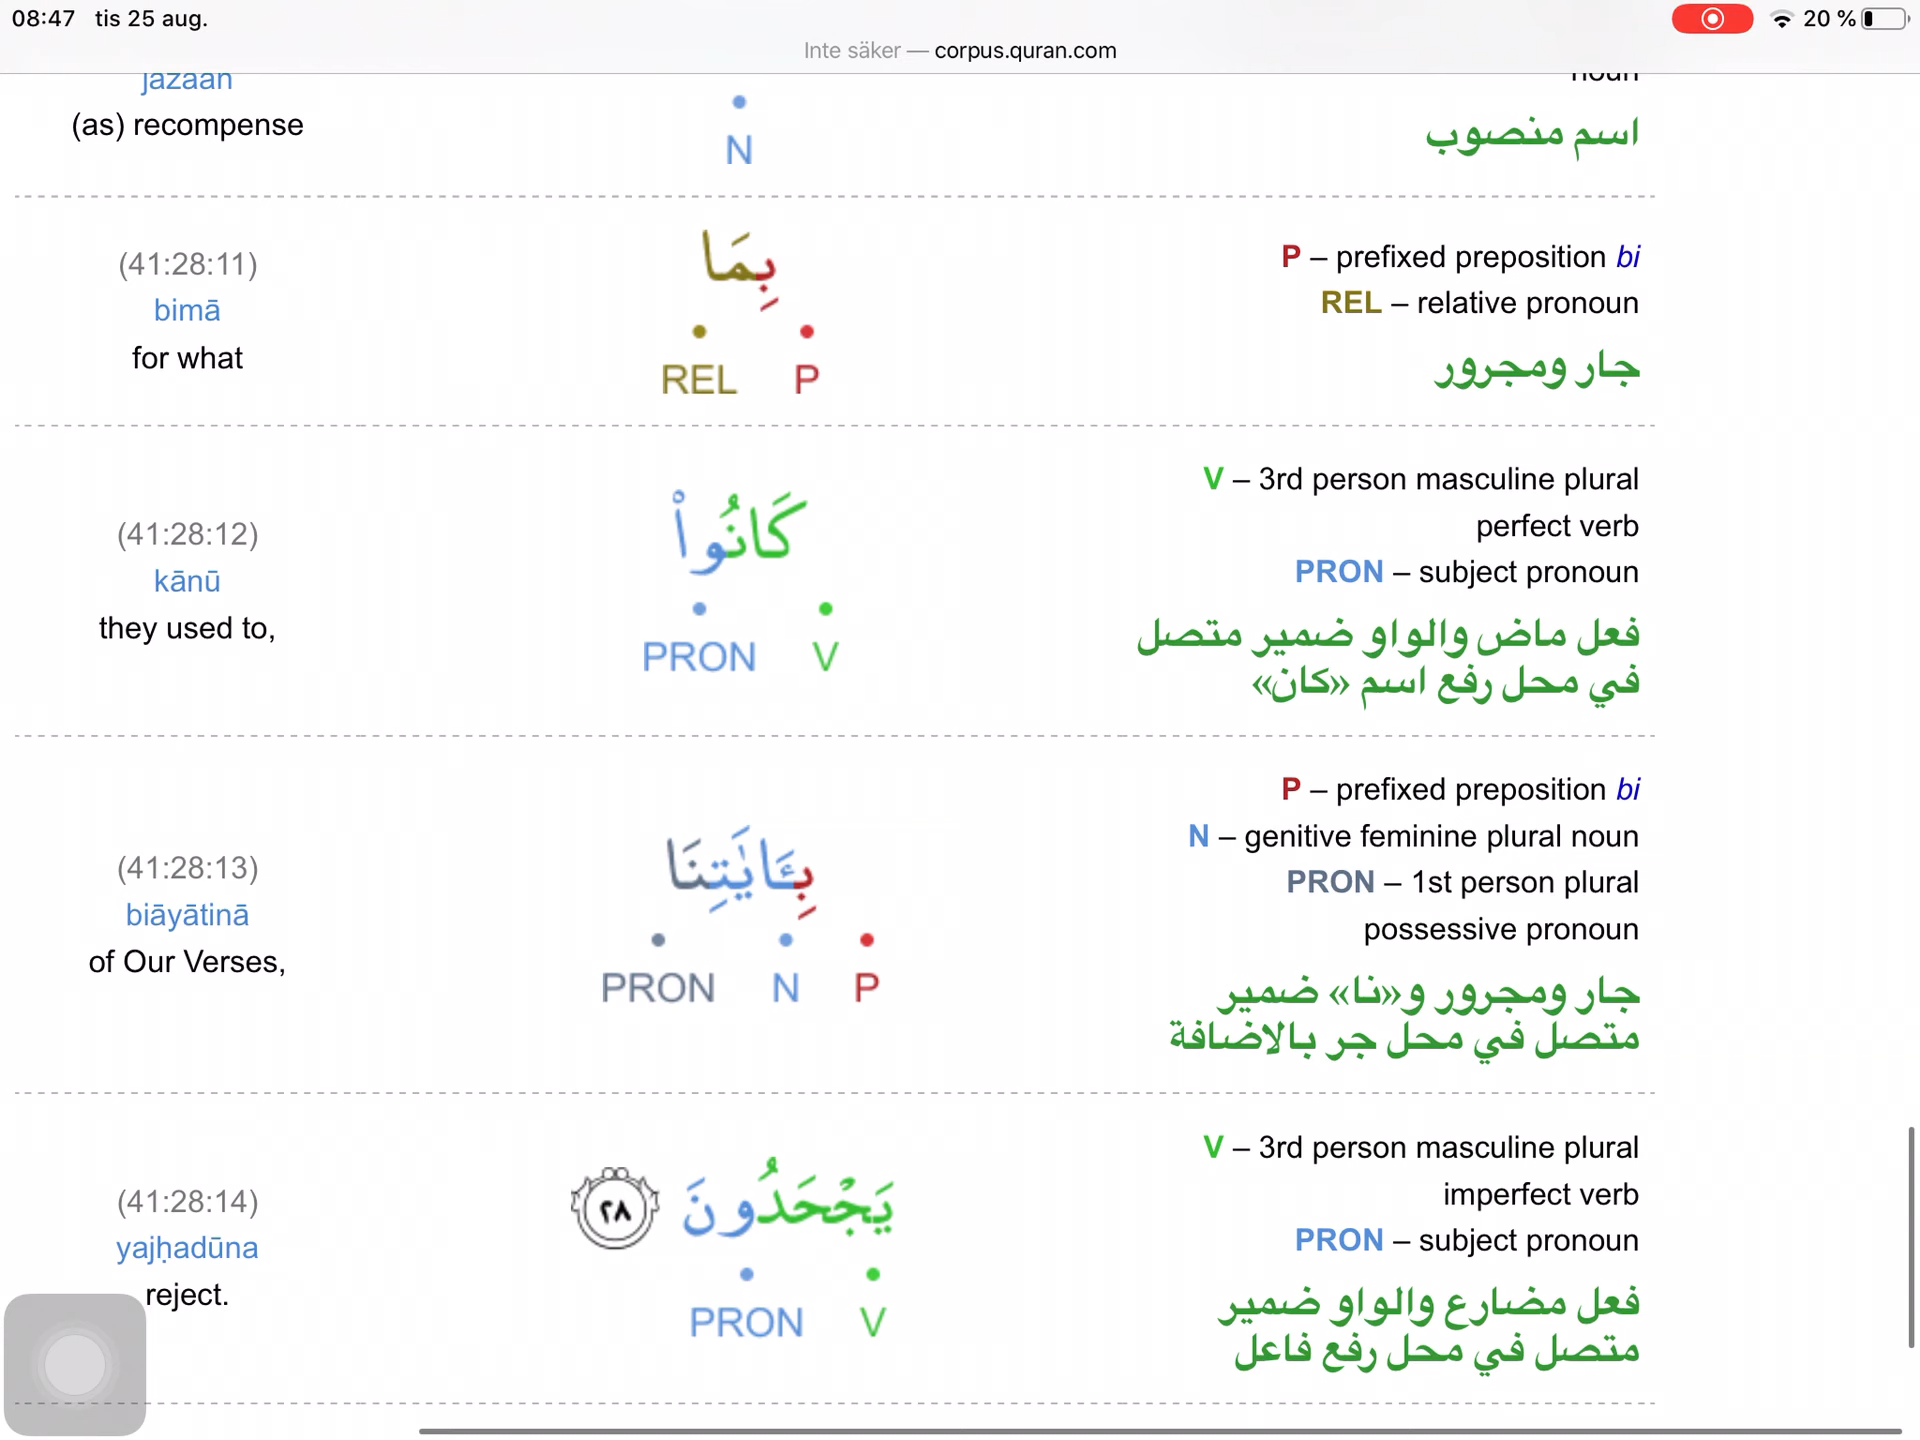 08:47 tis 25 aug.
20 %
Inte säker — corpus.quran.com
jazāan
(as) recompense
N
noun
اسم منصوب
(41:28:11)
bimā
for what
بِمَا
REL P
P – prefixed preposition bi
REL – relative pronoun
جار ومجرور
(41:28:12)
kānū
they used to,
كَانُوا۟
PRON V
V – 3rd person masculine plural
perfect verb
PRON – subject pronoun
فعل ماض والواو ضمير متصل
في محل رفع اسم «كان»
(41:28:13)
biāyātinā
of Our Verses,
بِـَٔايَٰتِنَا
PRON N P
P – prefixed preposition bi
N – genitive feminine plural noun
PRON – 1st person plural
possessive pronoun
جار ومجرور و«نا» ضمير
متصل في محل جر بالاضافة
(41:28:14)
yajḥadūna
reject.
يَجْحَدُونَ ٢٨
PRON V
V – 3rd person masculine plural
imperfect verb
PRON – subject pronoun
فعل مضارع والواو ضمير
متصل في محل رفع فاعل